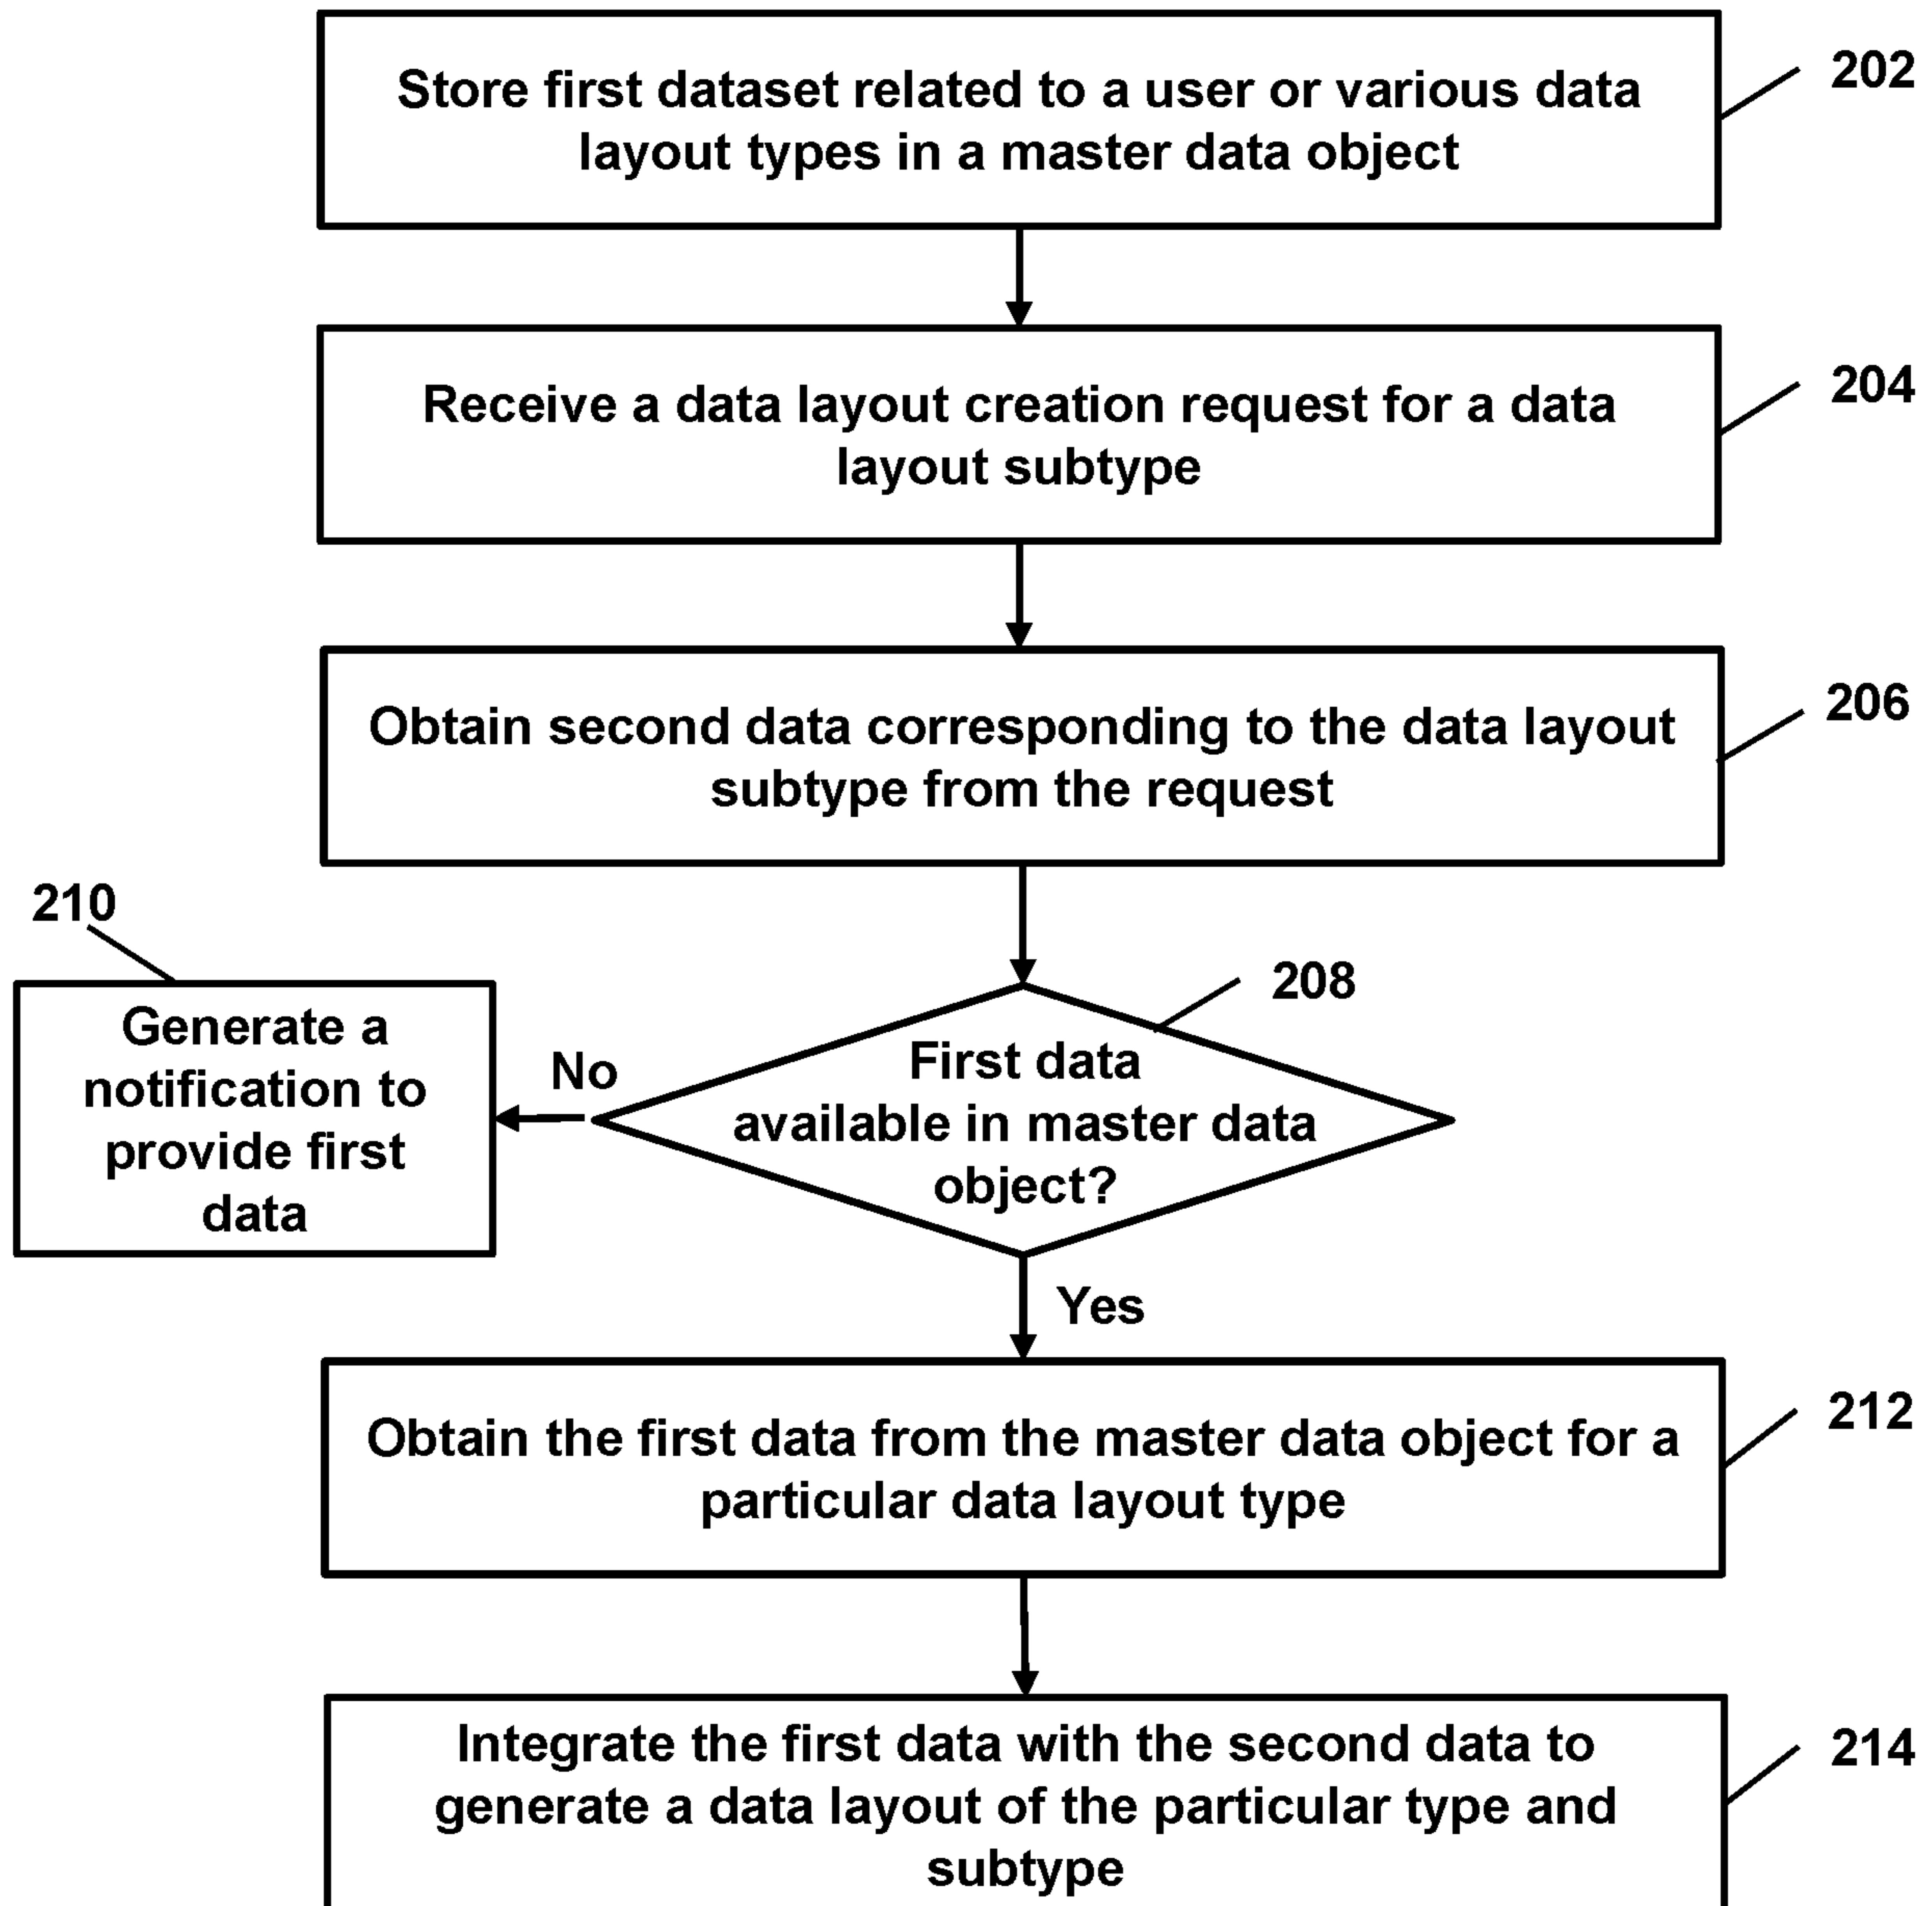 Store first dataset related to a user or various data
layout types in a master data object
202
Receive a data layout creation request for a data
layout subtype
204
Obtain second data corresponding to the data layout
subtype from the request
206
210
Generate a
notification to
provide first
data
No
208
First data
available in master data
object?
Yes
Obtain the first data from the master data object for a
particular data layout type
212
Integrate the first data with the second data to
generate a data layout of the particular type and
subtype
214